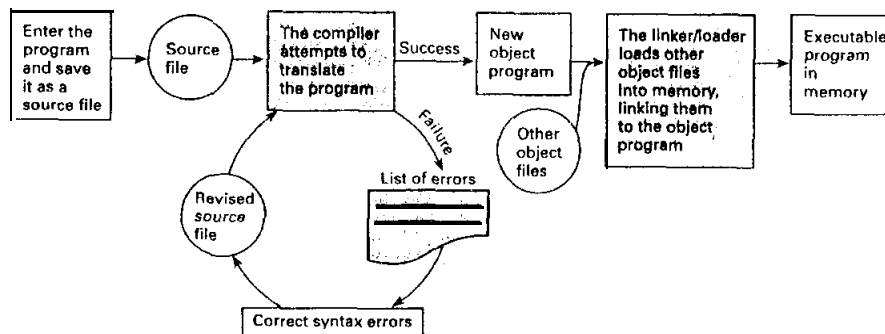 Enter the
program
and save
it as a
source file
Source
file
The compiler
attempts to
translate
the program
Success
New
object
program
The linker/loader
loads other
object files
Into memory,
linking them
to the object
program
Executable
program
in
memory
Failure
Other
object
files
List of errors
Revised
source
file
Correct syntax errors